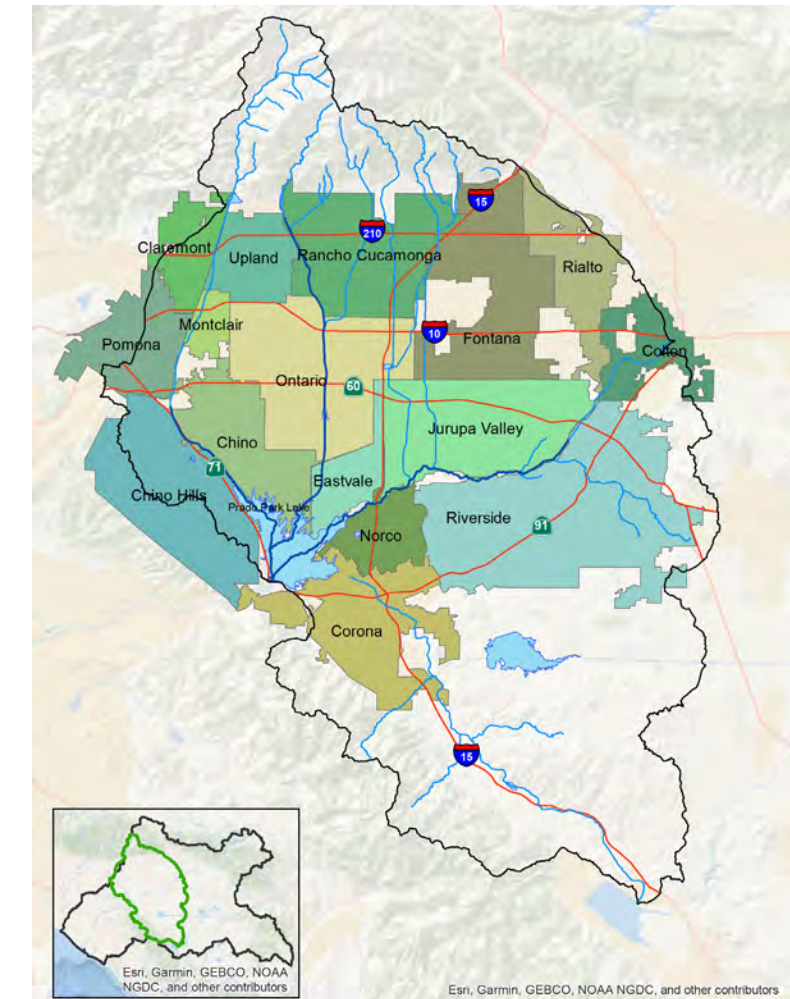 15
210
Claremont
Upland
Rancho Cucamonga
Rialto
Montclair
10
Pomona
Fontana
Colton
Ontario
60
Jurupa Valley
Chino
71
Eastvale
Chino Hills
Prado Park Lake
Riverside
91
Norco
Corona
15
Esri, Garmin, GEBCO, NOAA
NGDC, and other contributors
Esri, Garmin, GEBCO, NOAA NGDC, and other contributors